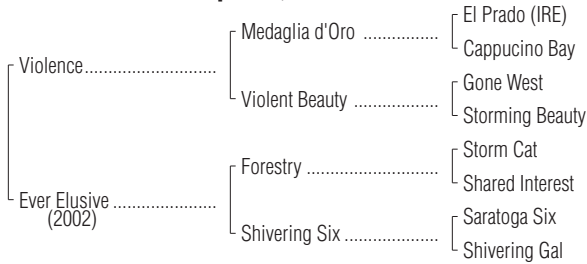 El Prado (IRE)
Medaglia d'Oro ................
Cappucino Bay
Violence............................
Gone West
Violent Beauty ..................
Storming Beauty
Storm Cat
Forestry ............................
Shared Interest
Ever Elusive ......................
(2002)
Saratoga Six
Shivering Six ....................
Shivering Gal